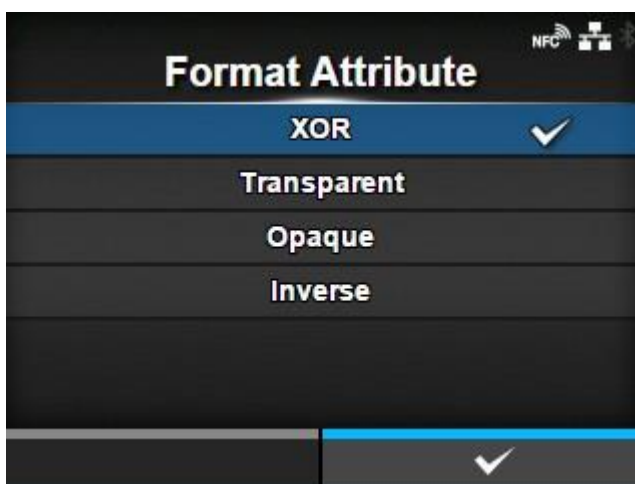 NFC
Format Attribute
XOR
Transparent
Opaque
Inverse